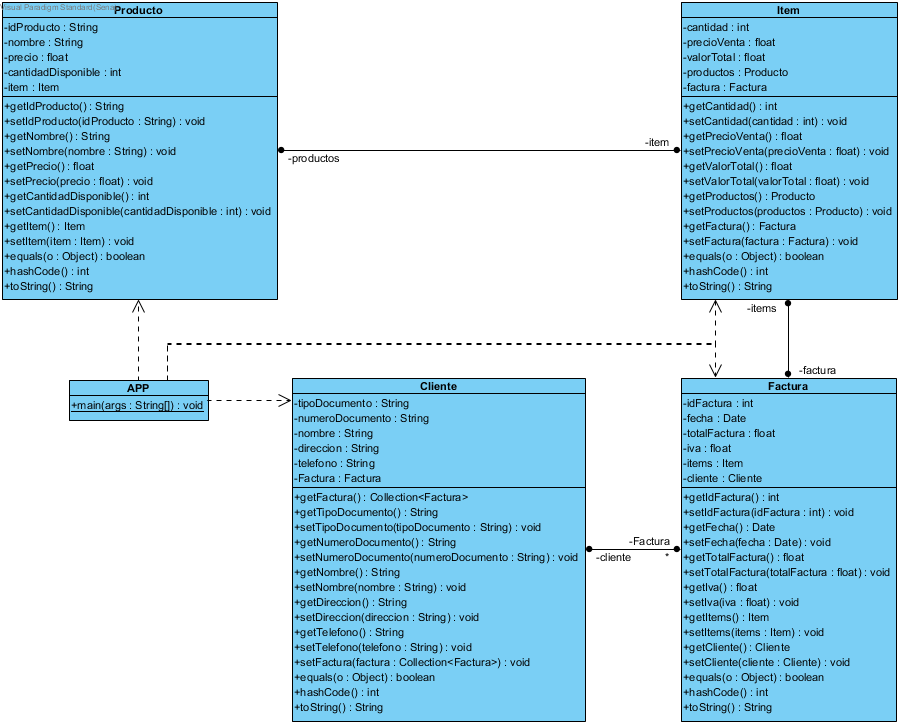 Visual Paradigm Standard(Sena
Producto
-idProducto : String
-nombre : String
-precio : float
-cantidadDisponible : int
-item : Item
+getIdProducto() : String
+setIdProducto(idProducto : String) : void
+getNombre() : String
+setNombre(nombre : String) : void
+getPrecio() : float
+setPrecio(precio : float) : void
+getCantidadDisponible() : int
+setCantidadDisponible(cantidadDisponible : int) : void
+getItem() : Item
+setItem(item : Item) : void
+equals(o : Object) : boolean
+hashCode() : int
+toString() : String
-productos
-item
Item
-cantidad : int
-precioVenta : float
-valorTotal : float
-productos : Producto
-factura : Factura
+getCantidad() : int
+setCantidad(cantidad : int) : void
+getPrecioVenta() : float
+setPrecioVenta(precioVenta : float) : void
+getValorTotal() : float
+setValorTotal(valorTotal : float) : void
+getProductos() : Producto
+setProductos(productos : Producto) : void
+getFactura() : Factura
+setFactura(factura : Factura) : void
+equals(o : Object) : boolean
+hashCode() : int
+toString() : String
-items
-factura
APP
+main(args : String[]) : void
Cliente
-tipoDocumento : String
-numeroDocumento : String
-nombre : String
-direccion : String
-telefono : String
-Factura : Factura
+getFactura() : Collection<Factura>
+getTipoDocumento() : String
+setTipoDocumento(tipoDocumento : String) : void
+getNumeroDocumento() : String
+setNumeroDocumento(numeroDocumento : String) : void
+getNombre() : String
+setNombre(nombre : String) : void
+getDireccion() : String
+setDireccion(direccion : String) : void
+getTelefono() : String
+setTelefono(telefono : String) : void
+setFactura(factura : Collection<Factura>) : void
+equals(o : Object) : boolean
+hashCode() : int
+toString() : String
-Factura
-cliente
*
Factura
-idFactura : int
-fecha : Date
-totalFactura : float
-iva : float
-items : Item
-cliente : Cliente
+getIdFactura() : int
+setIdFactura(idFactura : int) : void
+getFecha() : Date
+setFecha(fecha : Date) : void
+getTotalFactura() : float
+setTotalFactura(totalFactura : float) : void
+getIva() : float
+setIva(iva : float) : void
+getItems() : Item
+setItems(items : Item) : void
+getCliente() : Cliente
+setCliente(cliente : Cliente) : void
+equals(o : Object) : boolean
+hashCode() : int
+toString() : String